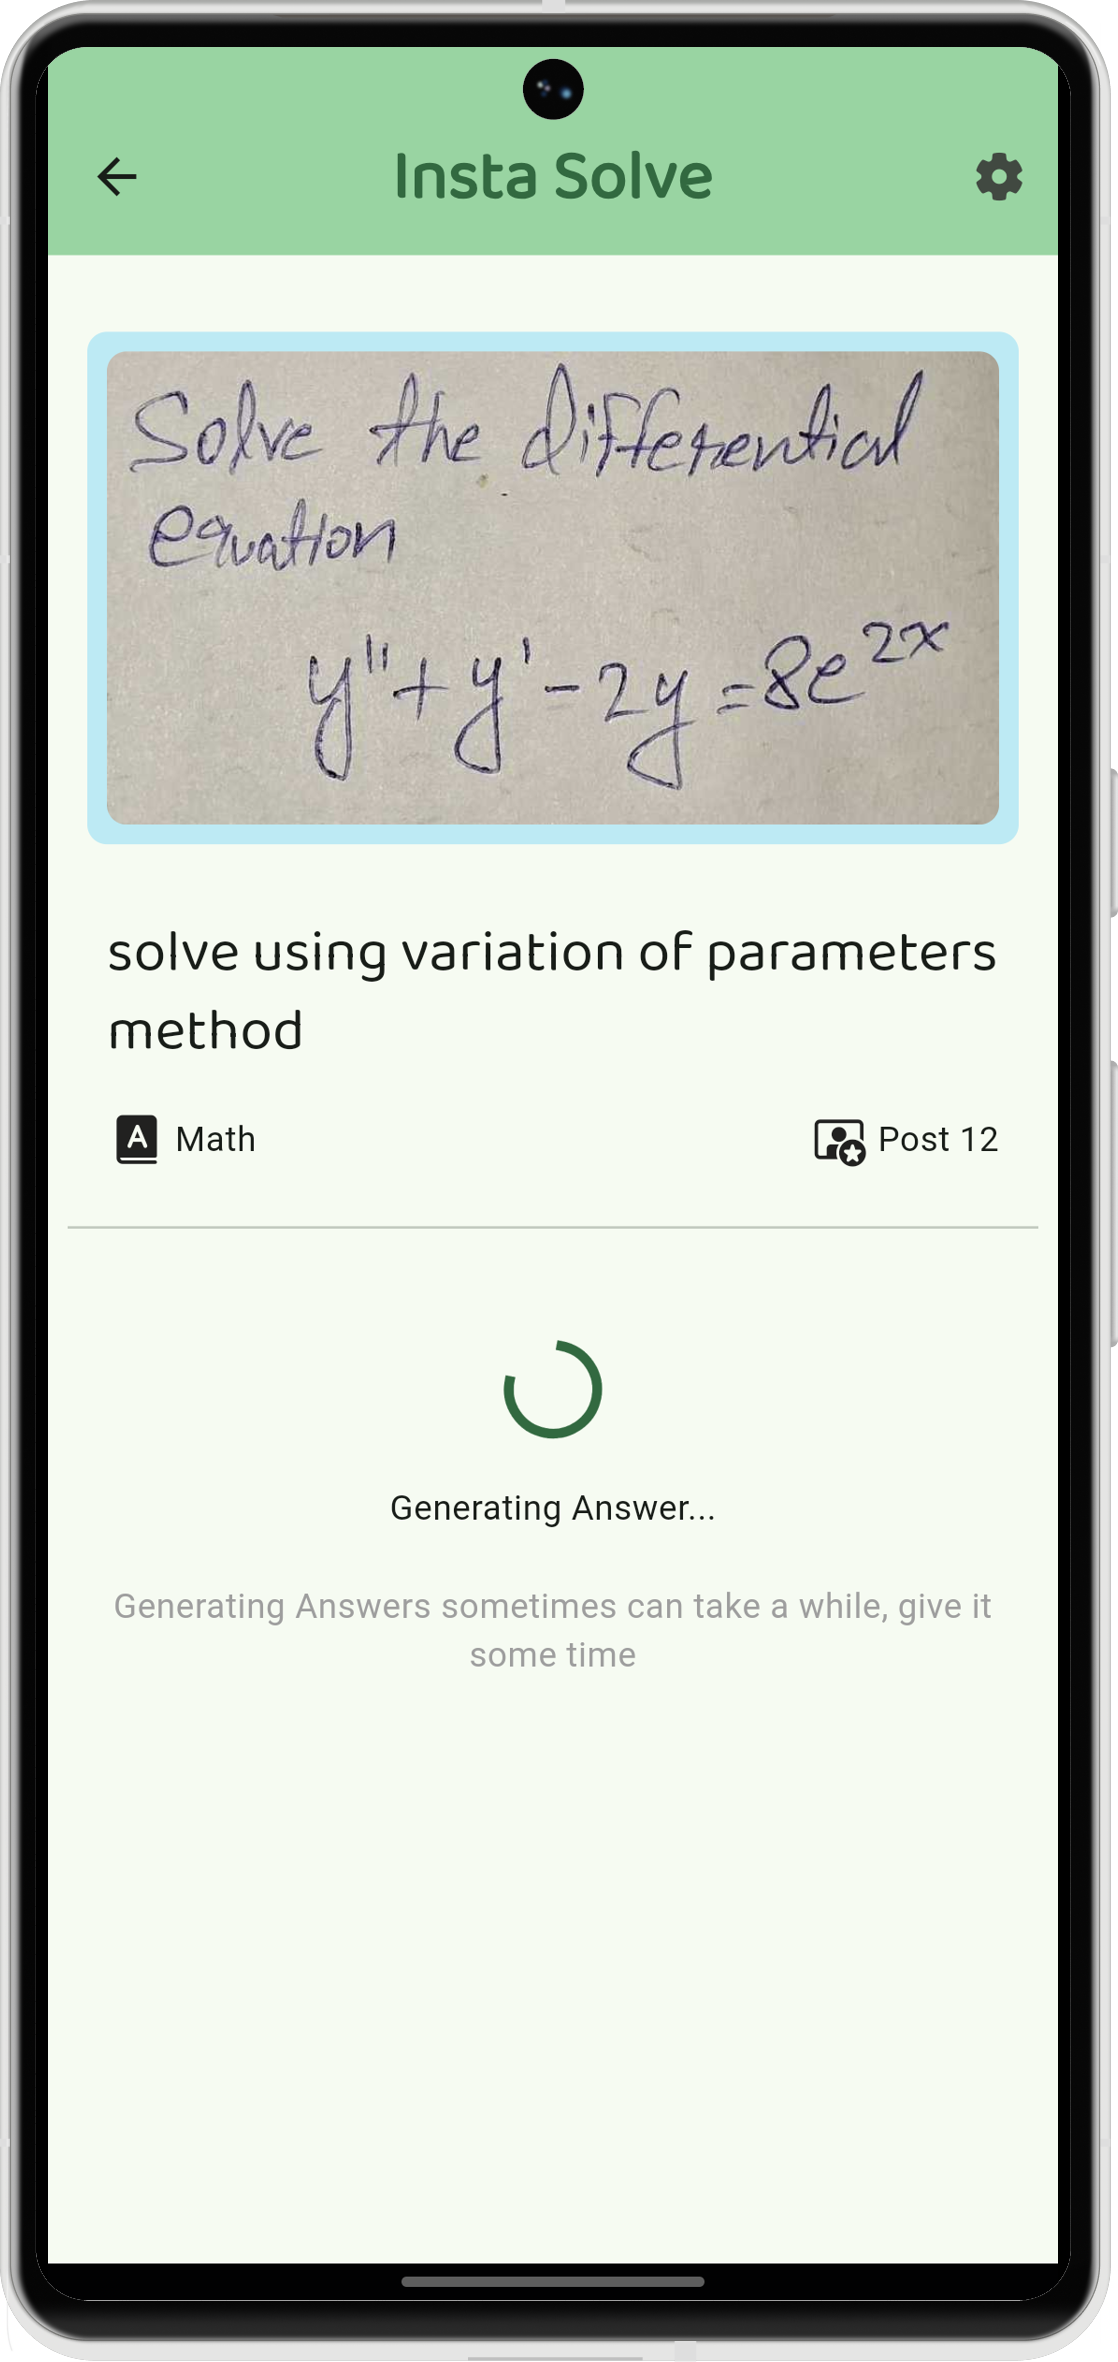 Insta Solve
Solve the differential
equation
y''+y'-2y=8e^2x
solve using variation of parameters
method
A Math
Post 12
Generating Answer...
Generating Answers sometimes can take a while, give it
some time